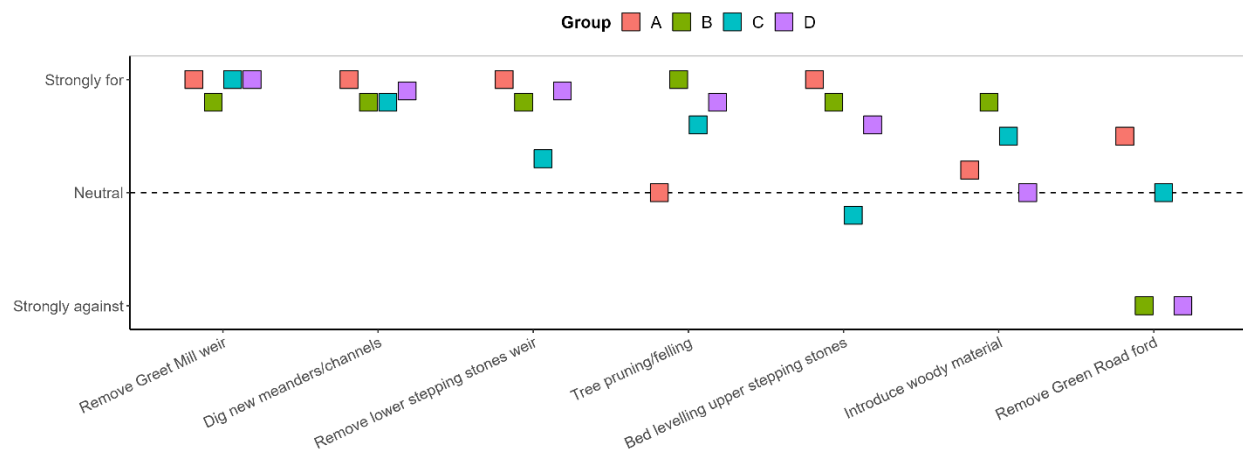 Group A B C D
Strongly for
Neutral
Strongly against
Remove Greet Mill weir
Dig new meanders/channels
Remove lower stepping stones weir
Tree pruning/felling
Bed levelling upper stepping stones
Introduce woody material
Remove Green Road ford